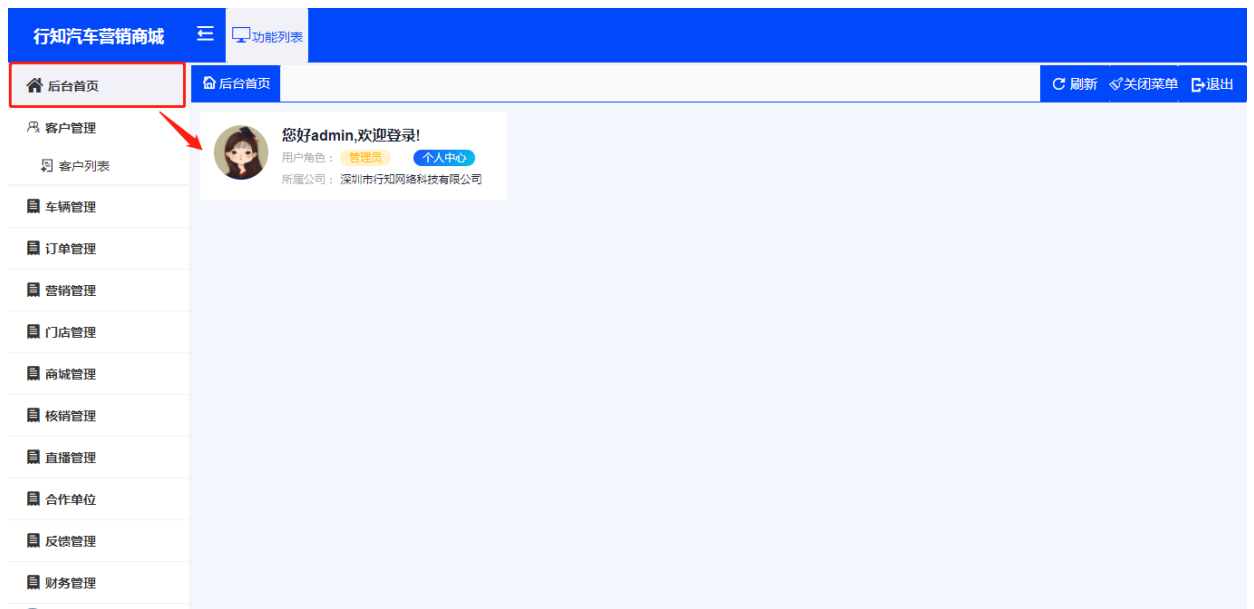 行知汽车营销商城
功能列表
后台首页
后台首页
刷新 关闭菜单 退出
客户管理
您好admin,欢迎登录!
用户角色： 管理员 个人中心
客户列表
所属公司： 深圳市行知网络科技有限公司
车辆管理
订单管理
营销管理
门店管理
商城管理
核销管理
直播管理
合作单位
反馈管理
财务管理